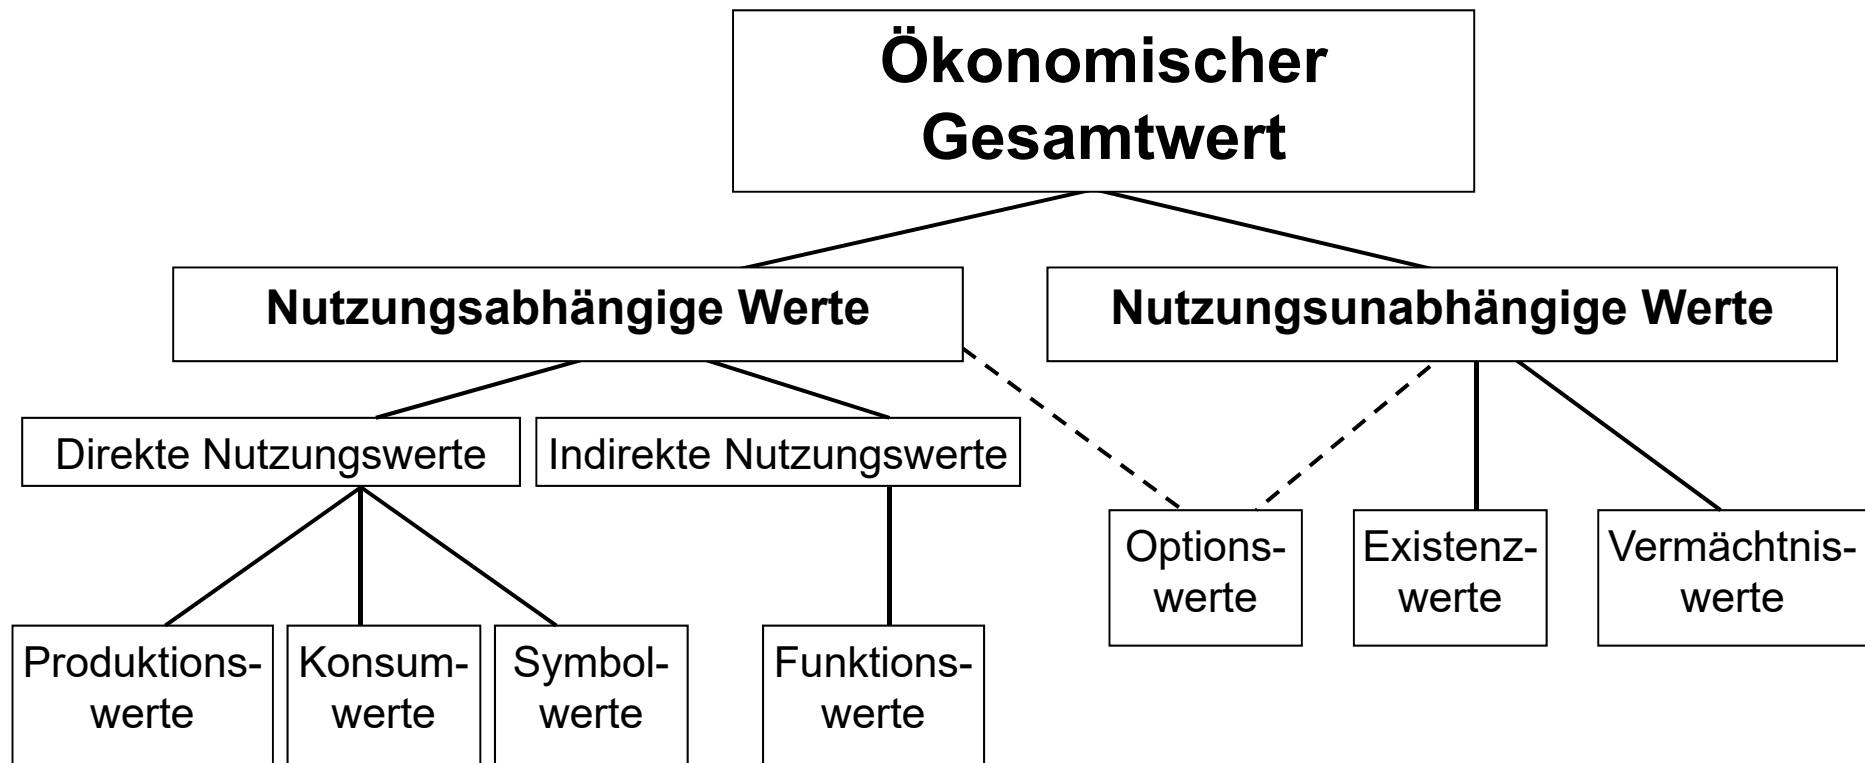 Ökonomischer
Gesamtwert
Nutzungsabhängige Werte
Nutzungsunabhängige Werte
Direkte Nutzungswerte
Indirekte Nutzungswerte
Options-
werte
Existenz-
werte
Vermächtnis-
werte
Produktions-
werte
Konsum-
werte
Symbol-
werte
Funktions-
werte